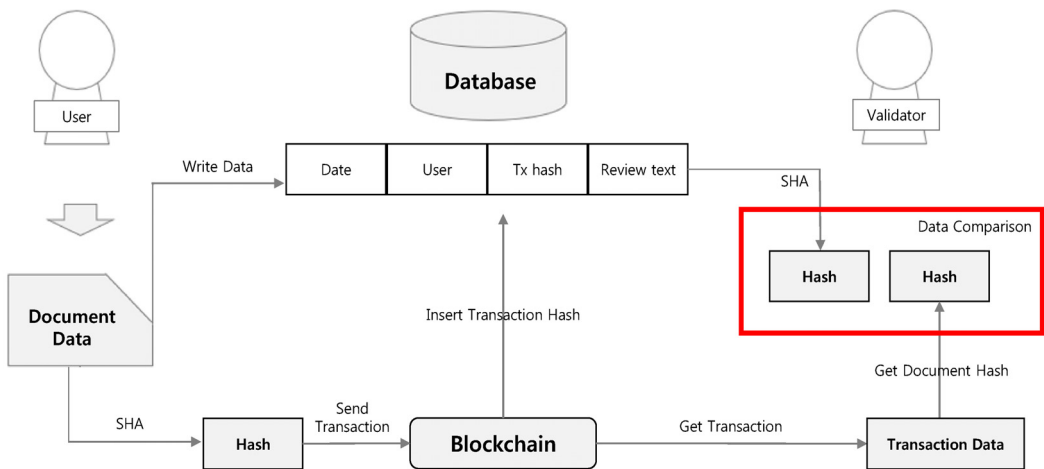 Database
User
Validator
Write Data
Date
User
Tx hash
Review text
SHA
Data Comparison
Hash
Hash
Document
Data
Insert Transaction Hash
Get Document Hash
SHA
Hash
Send
Transaction
Blockchain
Get Transaction
Transaction Data